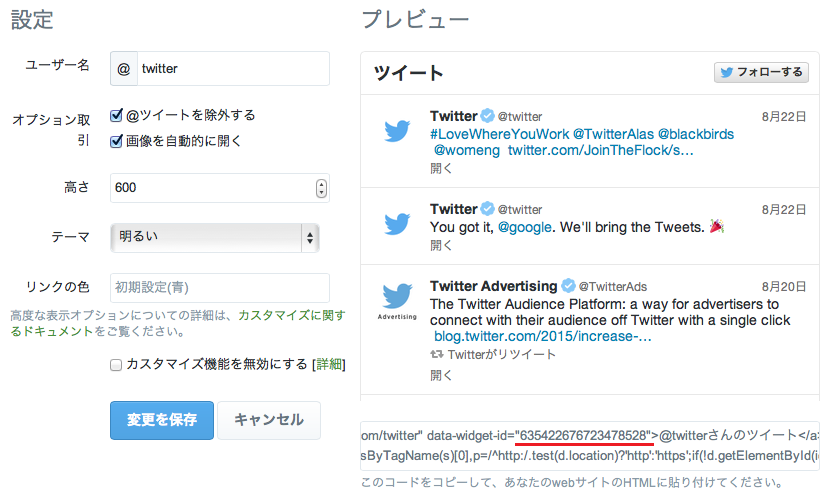 設定
ユーザー名
@ twitter
オプション取引
@ツイートを除外する
画像を自動的に開く
高さ
600
テーマ
明るい
リンクの色
初期設定(青)
高度な表示オプションについての詳細は、カスタマイズに関す
るドキュメントをご覧ください。
カスタマイズ機能を無効にする [詳細]
変更を保存
キャンセル
プレビュー
ツイート
フォローする
Twitter @twitter 8月22日
#LoveWhereYouWork @TwitterAlas @blackbirds
@womeng twitter.com/JoinTheFlock/s…
開く
Twitter @twitter 8月22日
You got it, @google. We'll bring the Tweets. 🎉
開く
Twitter Advertising @TwitterAds 8月20日
Advertising
The Twitter Audience Platform: a way for advertisers to
connect with their audience off Twitter with a single click
blog.twitter.com/2015/increase-…
Twitterがリツイート
開く
om/twitter" data-widget-id="635422676723478528">@twitterさんのツイート</a>
sByTagName(s)[0],p=/^http:/.test(d.location)?'http':'https';if(!d.getElementById(i
このコードをコピーして、あなたのwebサイトのHTMLに貼り付けてください。